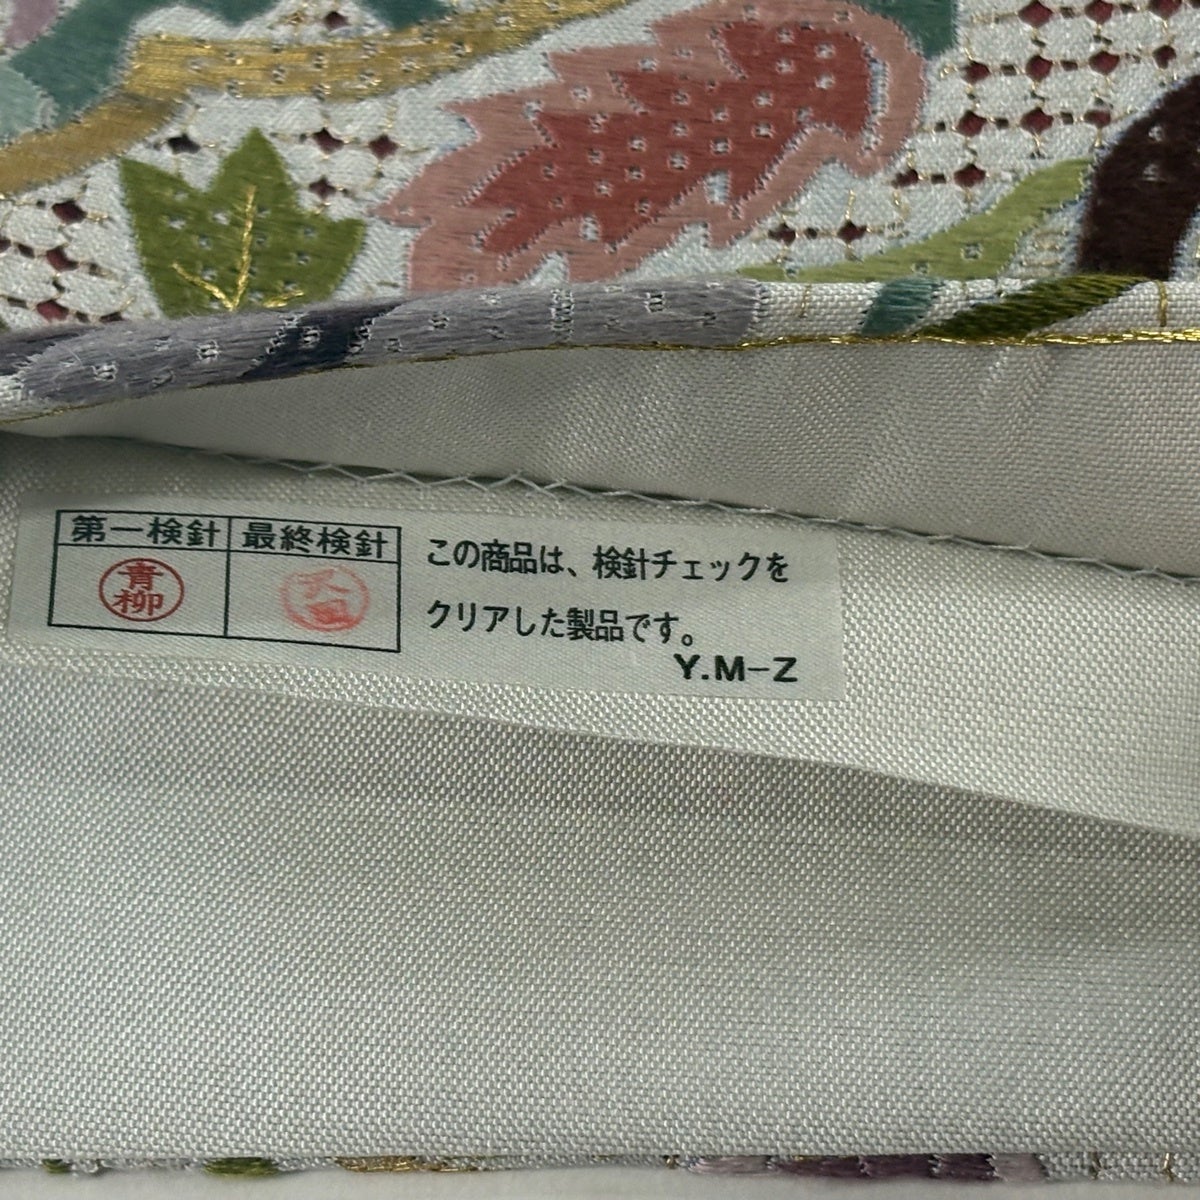 第一検針 最終検針
青柳
この商品は、検針チェックを
クリアした製品です。
Y.M-Z